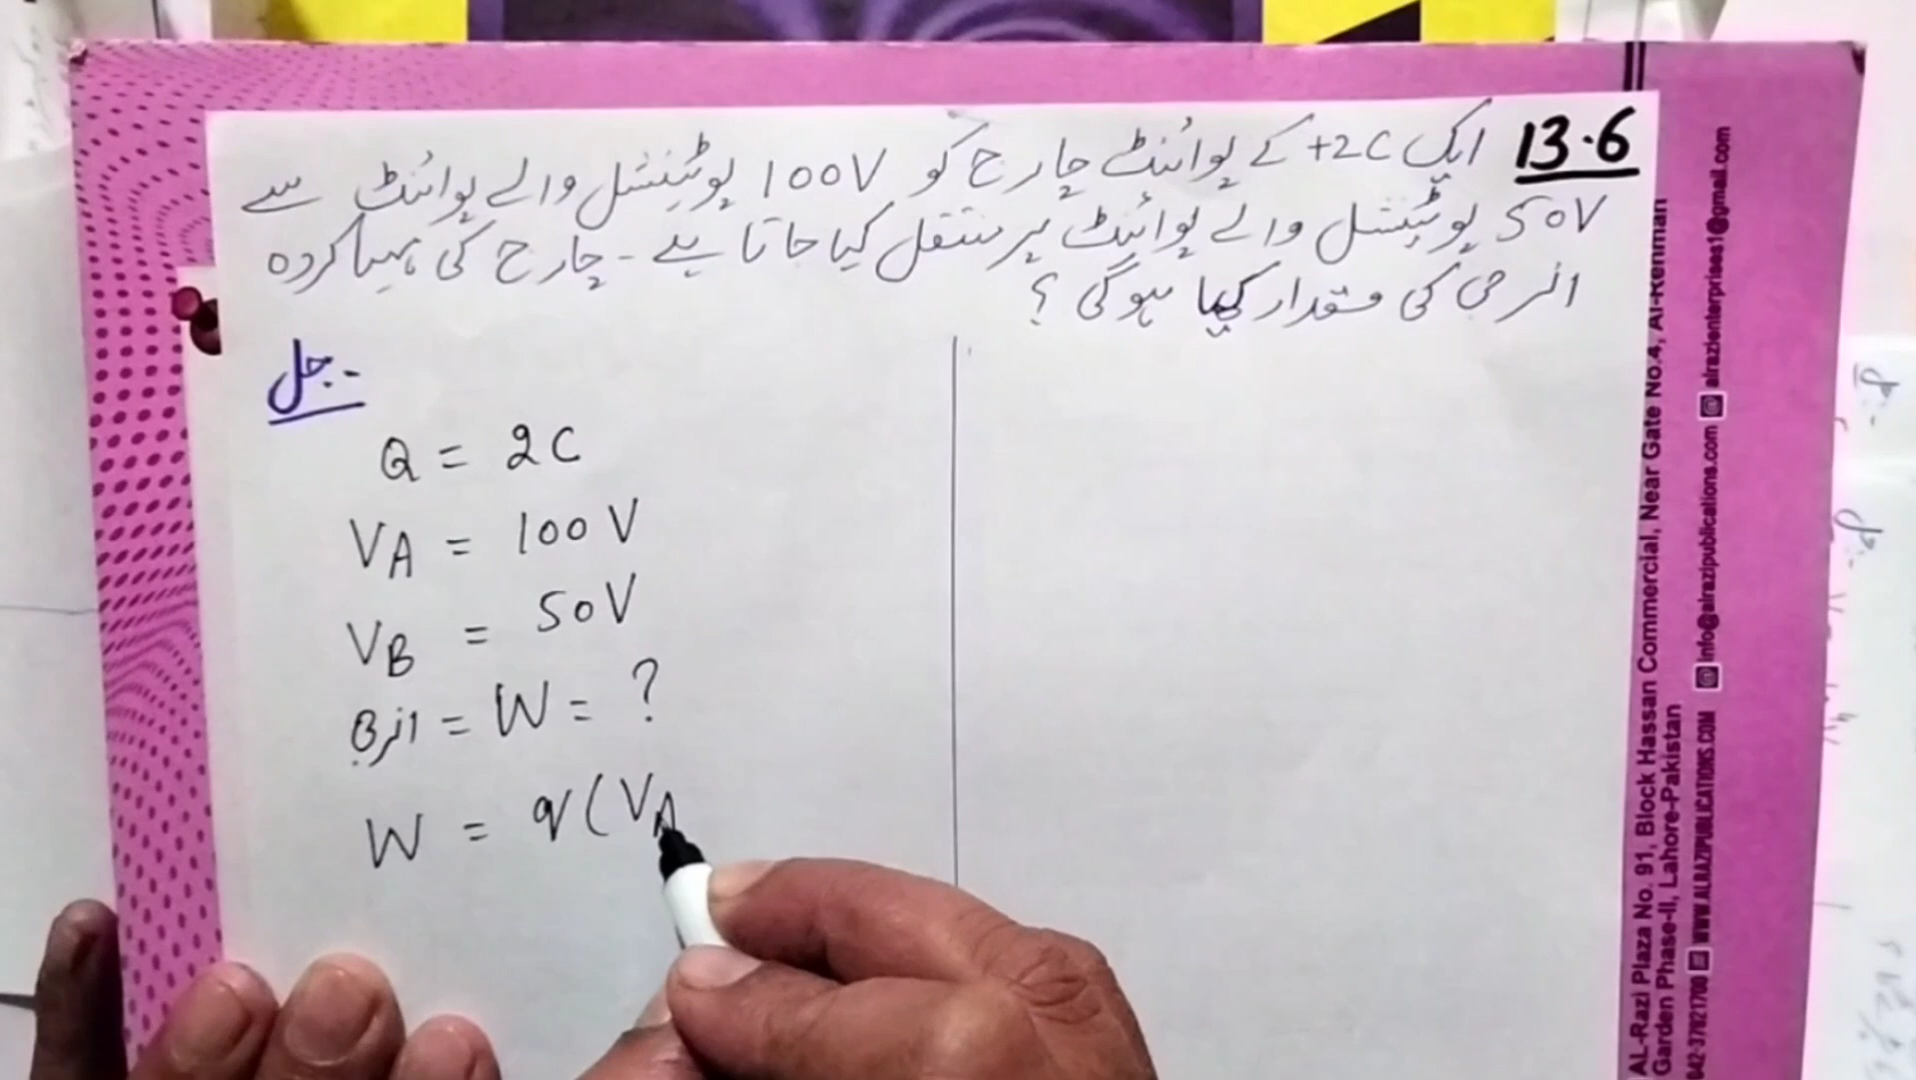 13.6 ایک +2C کے پوائنٹ چارج کو 100V پوٹینشل والے پوائنٹ سے
50V پوٹینشل والے پوائنٹ پر منتقل کیا جاتا ہے - چارج کی مہیا کردہ
انرجی کی مقدار کیا ہوگی ؟
حل
Q = 2C
VA = 100V
VB = 50V
انرجی = W = ?
W = q(VA
AL-Razi Plaza No. 91, Block Hassan Commercial, Near Gate No.4, Al-Rehman
Garden Phase-II, Lahore-Pakistan
042-37021700 WWW.ALRAZIPUBLICATIONS.COM info@alrazipublications.com alrazienterprises1@gmail.com